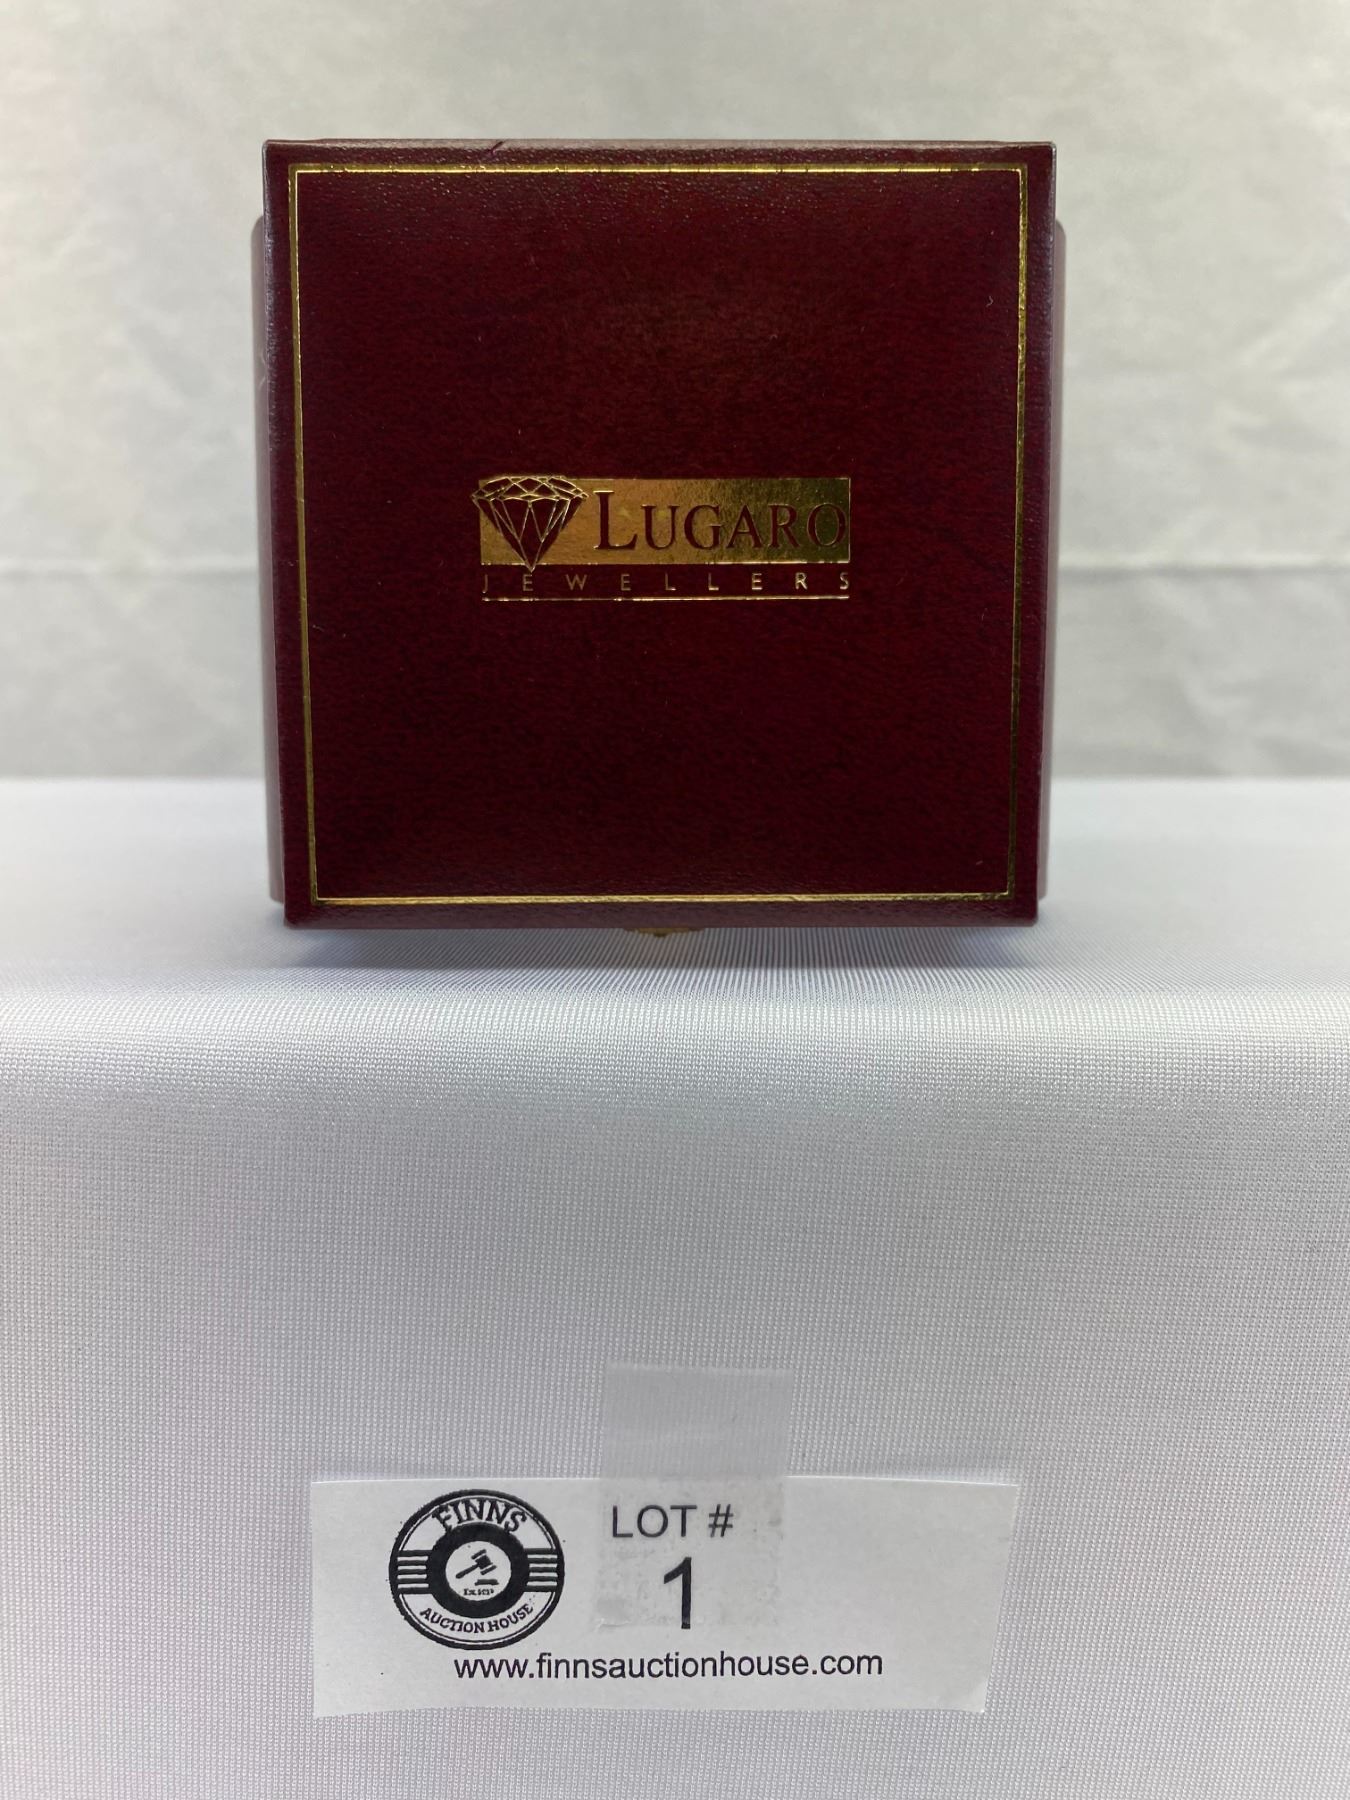 LUGARO
JEWELLERS
FINNS
AUCTION HOUSE
LOT #
1
www.finnsauctionhouse.com